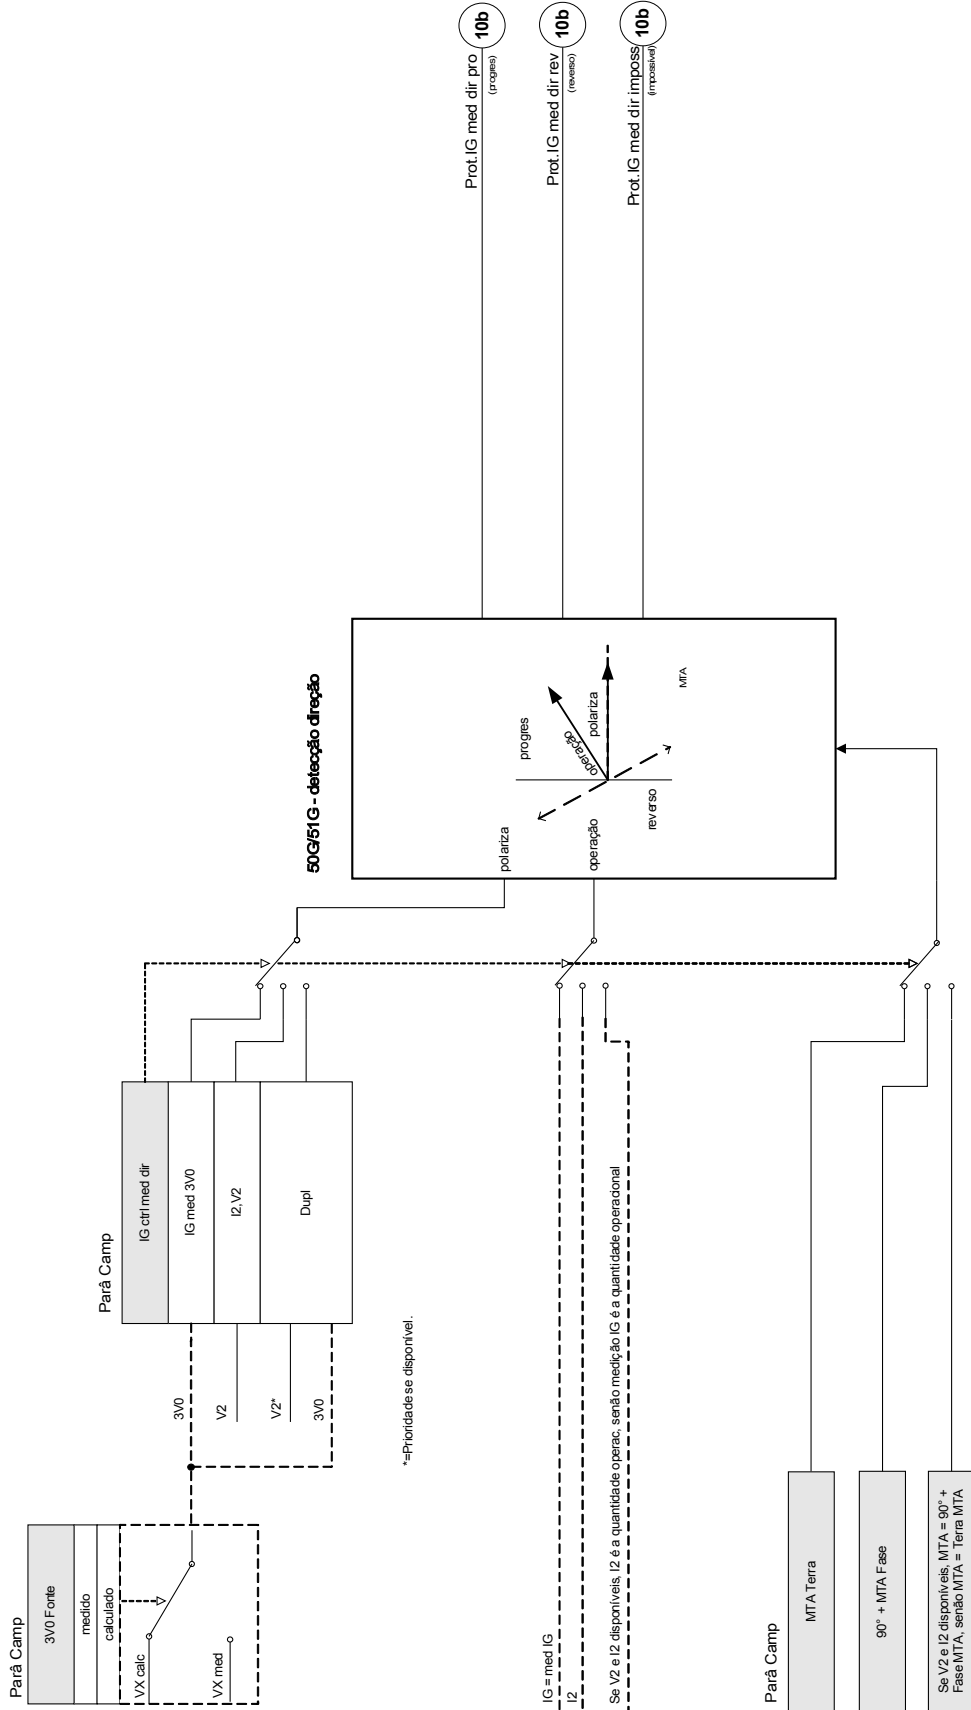 Parâ Camp
3V0 Fonte
medido
calculado
VX calc
VX med
Parâ Camp
IG ctrl med dir
IG med 3V0
I2,V2
Dupl
3V0
V2
V2*
3V0
*=Prioridade se disponível.
IG = med IG
I2
Se V2 e I2 disponíveis, I2 é a quantidade operac, senão medição IG é a quantidade operacional
Parâ Camp
MTA Terra
90° + MTA Fase
Se V2 e I2 disponíveis, MTA = 90° +
Fase MTA, senão MTA = Terra MTA
50G/51G - detecção direção
polariza
operação
progres
operação
polariza
reverso
MTA
Prot.IG med dir pro
(progres)
10b
Prot.IG med dir rev
(reverso)
10b
Prot.IG med dir imposs
(impossível)
10b